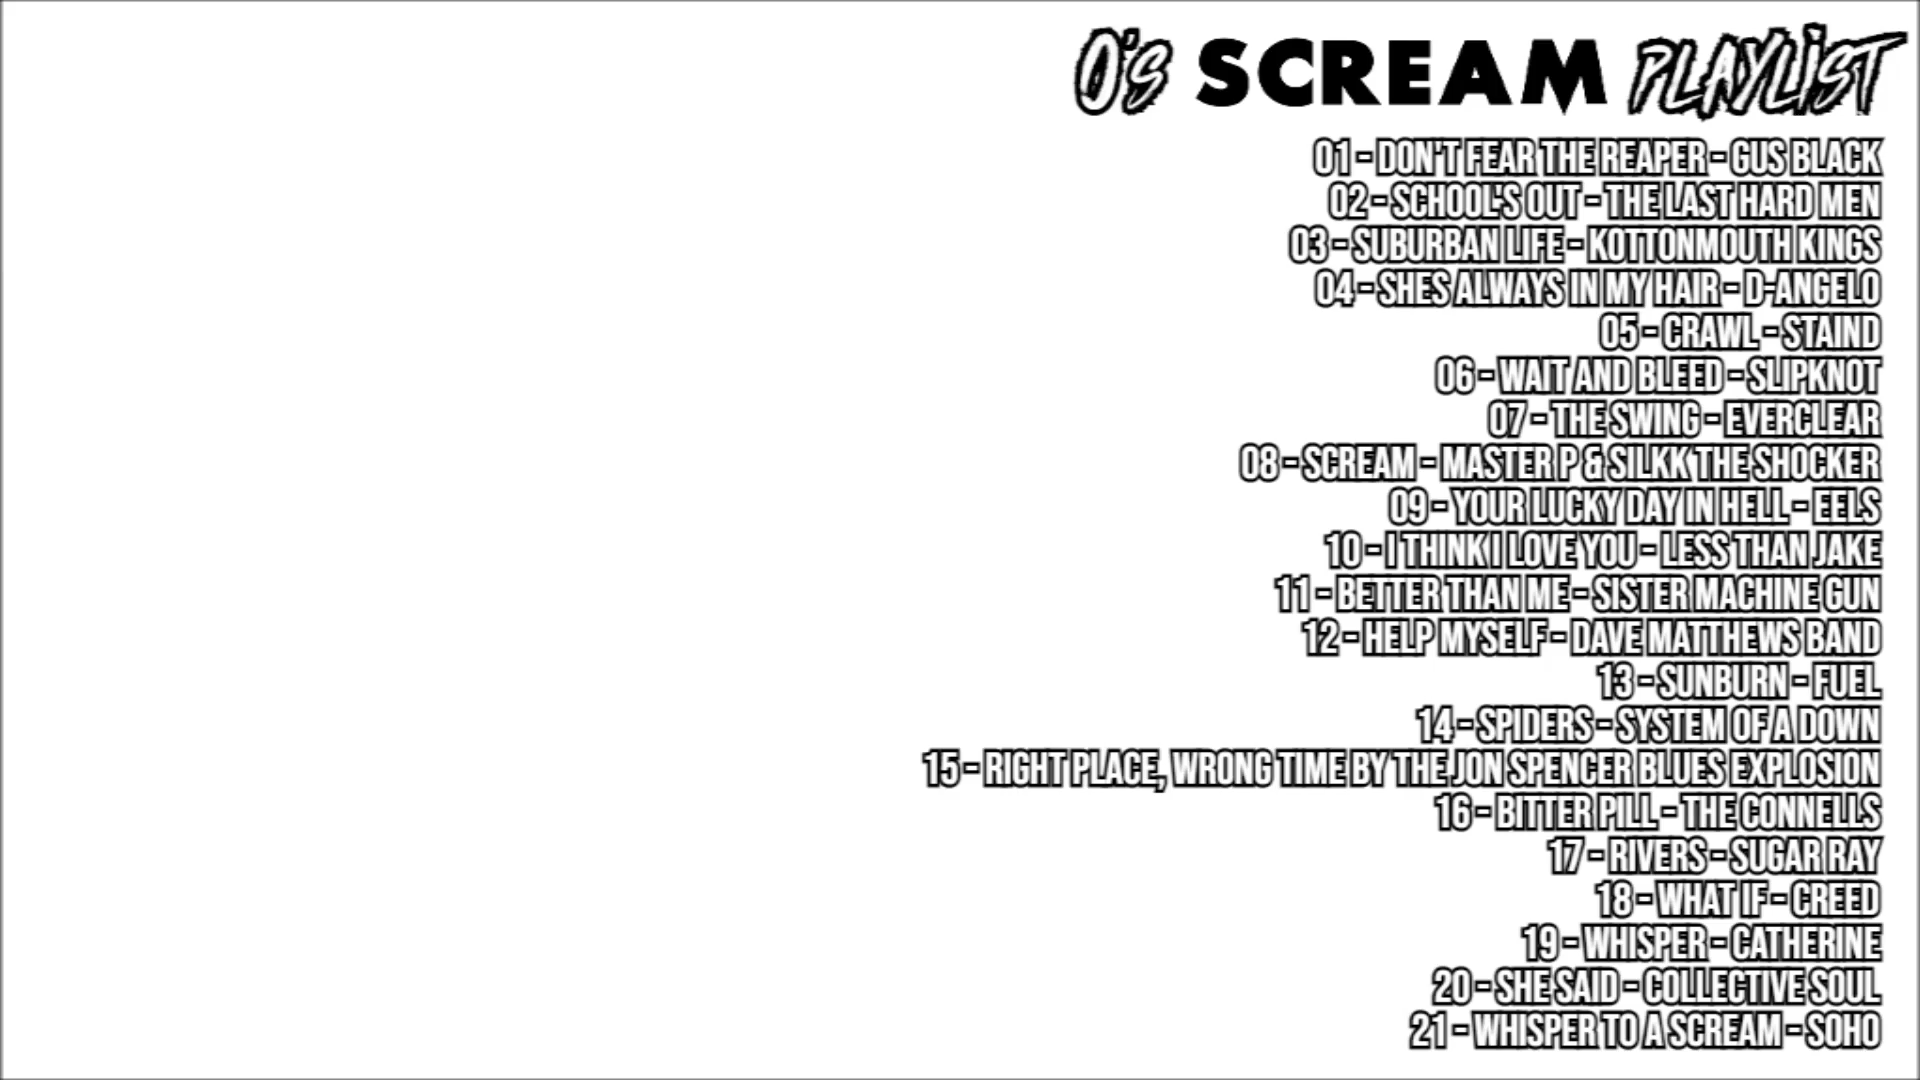 O's SCREAM PLAYLIST
01 - DON'T FEAR THE REAPER - GUS BLACK
02 - SCHOOL'S OUT - THE LAST HARD MEN
03 - SUBURBAN LIFE - KOTTONMOUTH KINGS
04 - SHES ALWAYS IN MY HAIR - D-ANGELO
05 - CRAWL - STAIND
06 - WAIT AND BLEED - SLIPKNOT
07 - THE SWING - EVERCLEAR
08 - SCREAM - MASTER P & SILKK THE SHOCKER
09 - YOUR LUCKY DAY IN HELL - EELS
10 - I THINK I LOVE YOU - LESS THAN JAKE
11 - BETTER THAN ME - SISTER MACHINE GUN
12 - HELP MYSELF - DAVE MATTHEWS BAND
13 - SUNBURN - FUEL
14 - SPIDERS - SYSTEM OF A DOWN
15 - RIGHT PLACE, WRONG TIME BY THE JON SPENCER BLUES EXPLOSION
16 - BITTER PILL - THE CONNELLS
17 - RIVERS - SUGAR RAY
18 - WHAT IF - CREED
19 - WHISPER - CATHERINE
20 - SHE SAID - COLLECTIVE SOUL
21 - WHISPER TO A SCREAM - SOHO